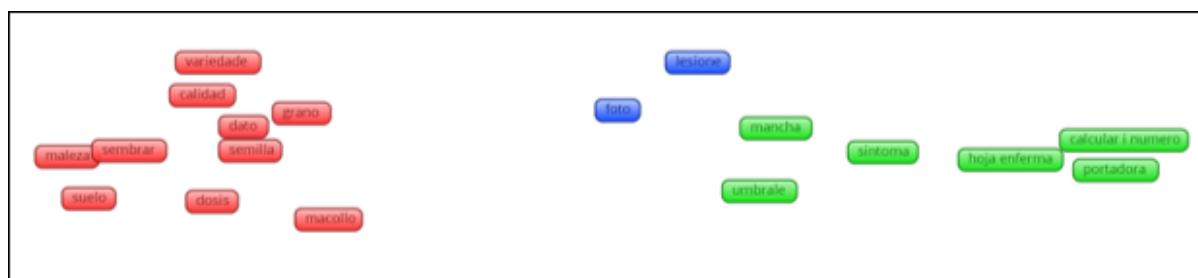 variedade
lesione
calidad
foto
grano
dato
mancha
calcular i numero
maleza
sembrar
semilla
sintoma
hoja enferma
portadora
suelo
dosis
umbrale
macollo